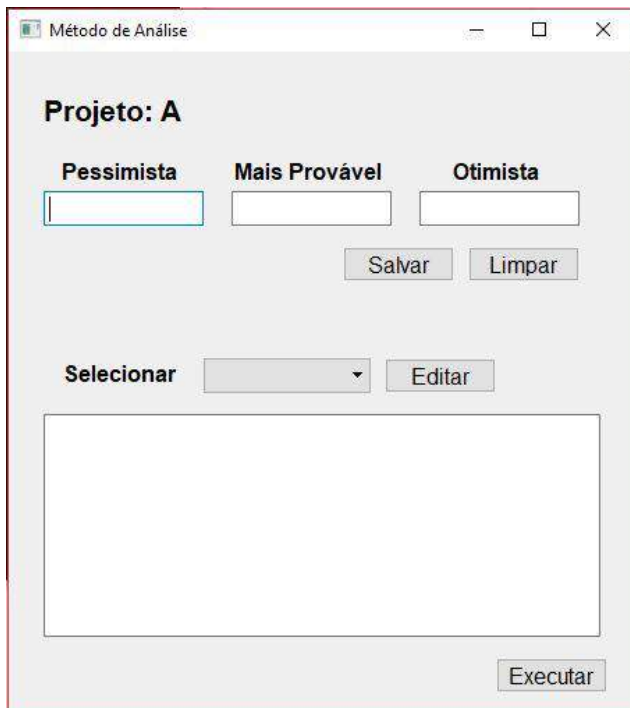 Método de Análise
Projeto: A
Pessimista Mais Provável Otimista
Salvar Limpar
Selecionar Editar
Executar